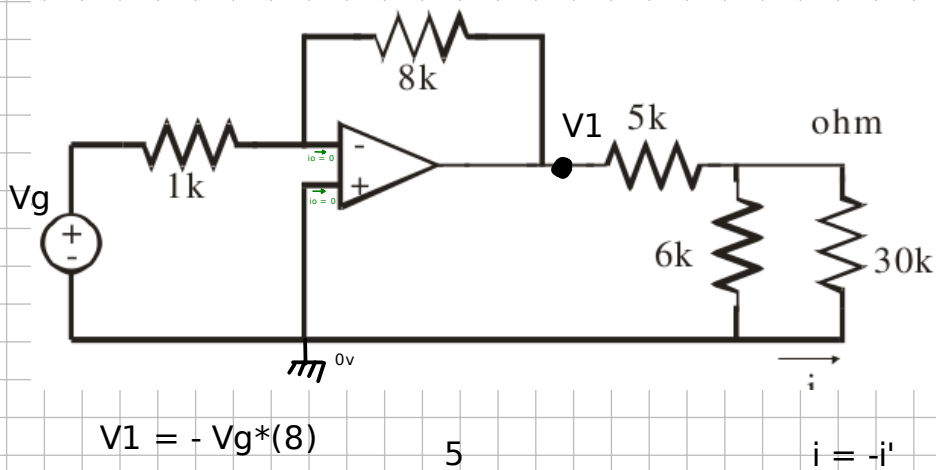 8k
V1
5k
ohm
-
io = 0
+
io = 0
1k
Vg
+
-
6k
30k
0v
i
V1 = - Vg*(8)
5
i = -i'